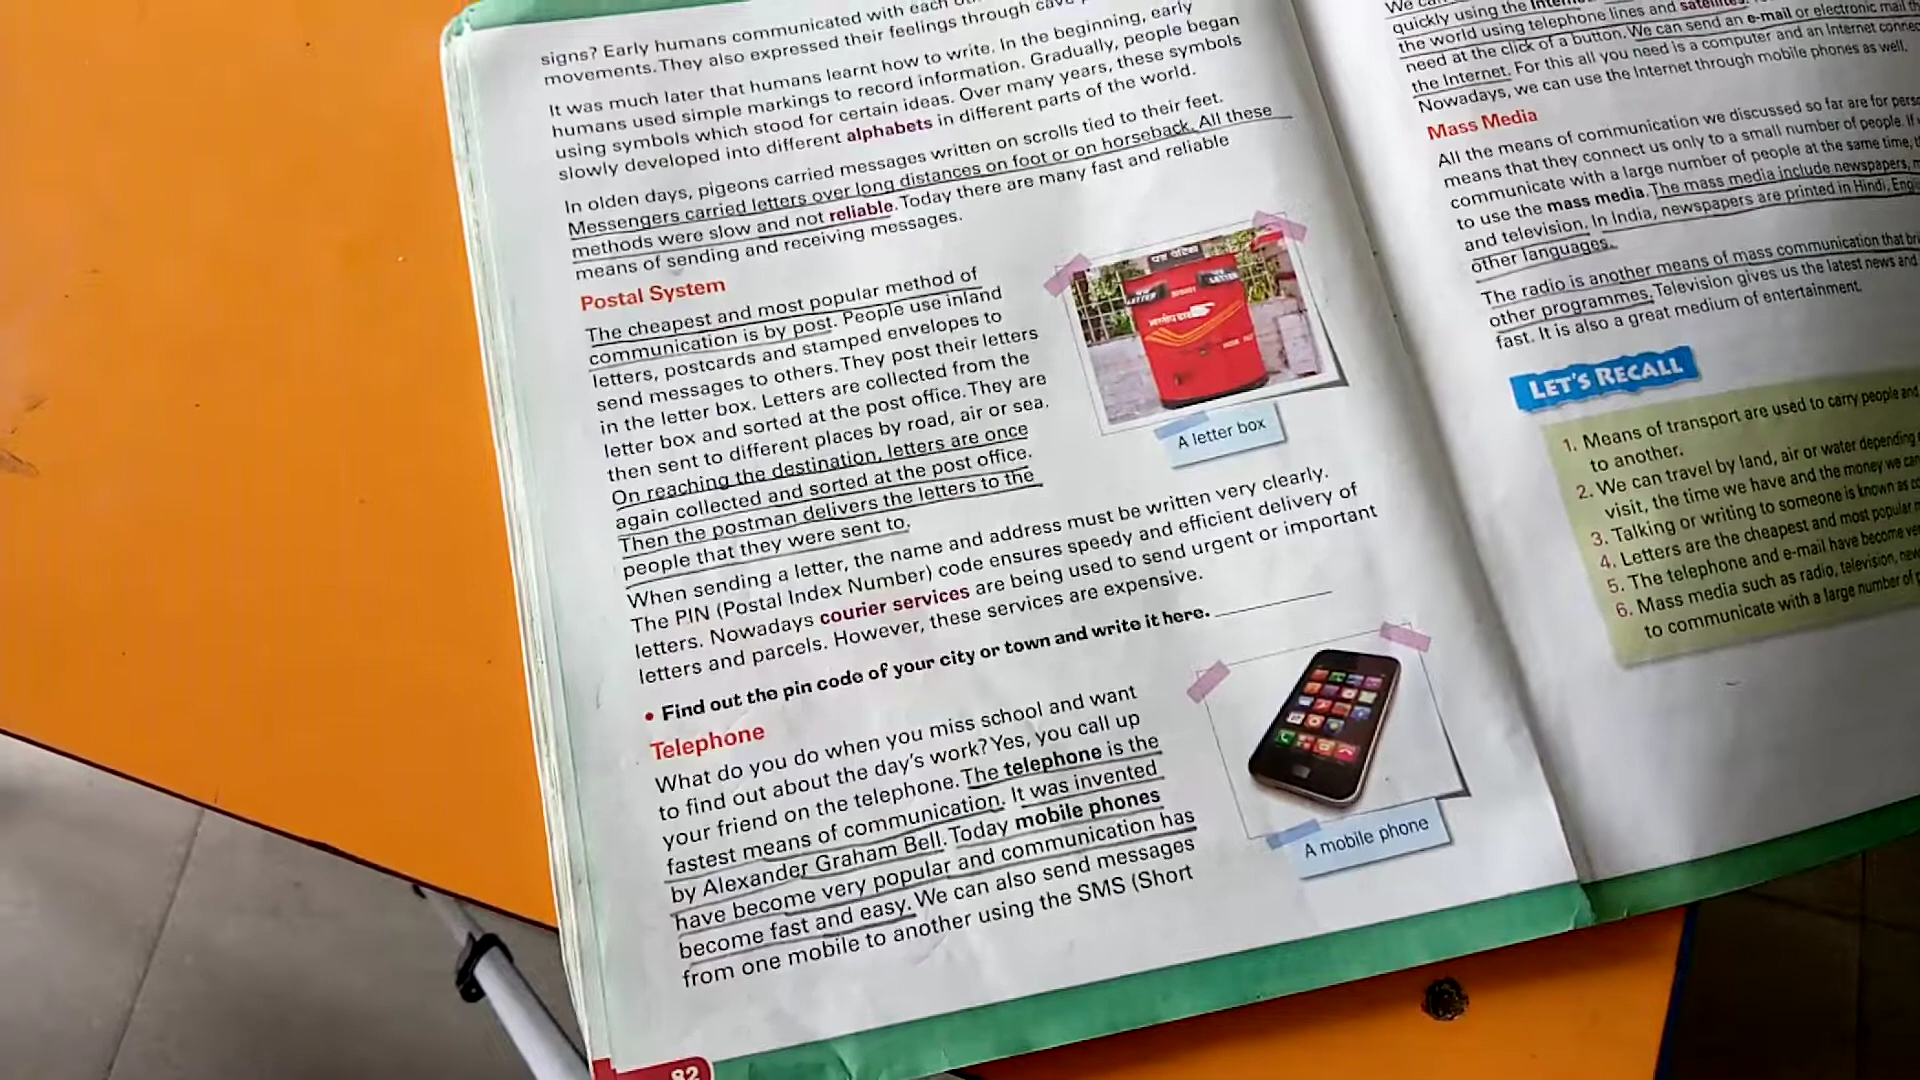 signs? Early humans communicated with each
movements. They also expressed their feelings through
It was much later that humans learnt how to write. In the beginning, early
humans used simple markings to record information. Gradually, people began
using symbols which stood for certain ideas. Over many years, these symbols
slowly developed into different alphabets in different parts of the world.
In olden days, pigeons carried messages written on scrolls tied to their feet.
Messengers carried letters over long distances on foot or on horseback. All these
methods were slow and not reliable. Today there are many fast and reliable
means of sending and receiving messages.
Postal System
The cheapest and most popular method of
communication is by post. People use inland
letters, postcards and stamped envelopes to
send messages to others. They post their letters
in the letter box. Letters are collected from the
letter box and sorted at the post office. They are
then sent to different places by road, air or sea.
On reaching the destination, letters are once
again collected and sorted at the post office.
Then the postman delivers the letters to the
people that they were sent to.
LETTER
LETTER
A letter box
When sending a letter, the name and address must be written very clearly.
The PIN (Postal Index Number) code ensures speedy and efficient delivery of
letters. Nowadays courier services are being used to send urgent or important
letters and parcels. However, these services are expensive.
• Find out the pin code of your city or town and write it here.
Telephone
What do you do when you miss school and want
to find out about the day's work? Yes, you call up
your friend on the telephone. The telephone is the
fastest means of communication. It was invented
by Alexander Graham Bell. Today mobile phones
have become very popular and communication has
become fast and easy. We can also send messages
from one mobile to another using the SMS (Short
A mobile phone
82
We
quickly using the
the world using telephone lines and
need at the click of a button. We can send an e-mail or electronic mail
the Internet. For this all you need is a computer and an Internet
Nowadays, we can use the Internet through mobile phones as well.
Mass Media
All the means of communication we discussed so far are for
means that they connect us only to a small number of people. If
communicate with a large number of people at the same time,
to use the mass media. The mass media include newspapers,
and television. In India, newspapers are printed in Hindi,
other languages.
The radio is another means of mass communication that
other programmes. Television gives us the latest news and
fast. It is also a great medium of entertainment.
LET'S RECALL
1. Means of transport are used to carry people and
to another.
2. We can travel by land, air or water depending
visit, the time we have and the money we can
3. Talking or writing to someone is known as
4. Letters are the cheapest and most popular
5. The telephone and e-mail have become
6. Mass media such as radio, television,
to communicate with a large number of